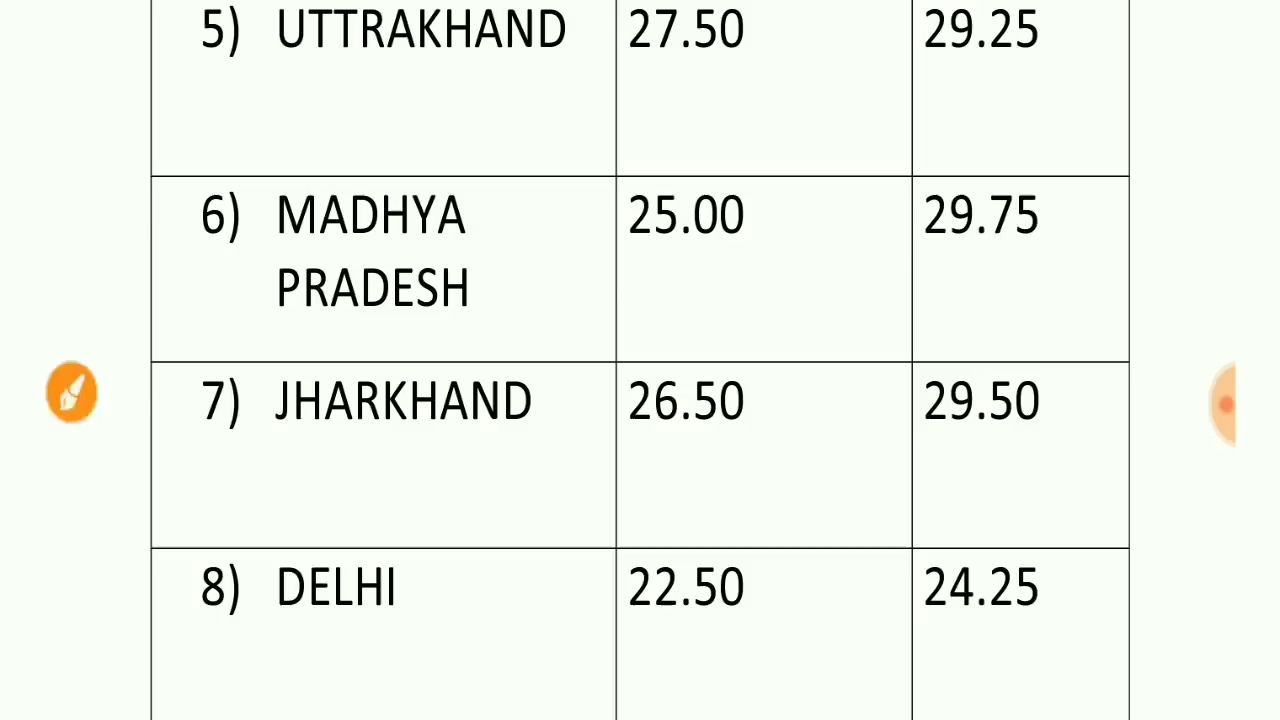 5) UTTRAKHAND 27.50 29.25
6) MADHYA 25.00 29.75
PRADESH
7) JHARKHAND 26.50 29.50
8) DELHI 22.50 24.25